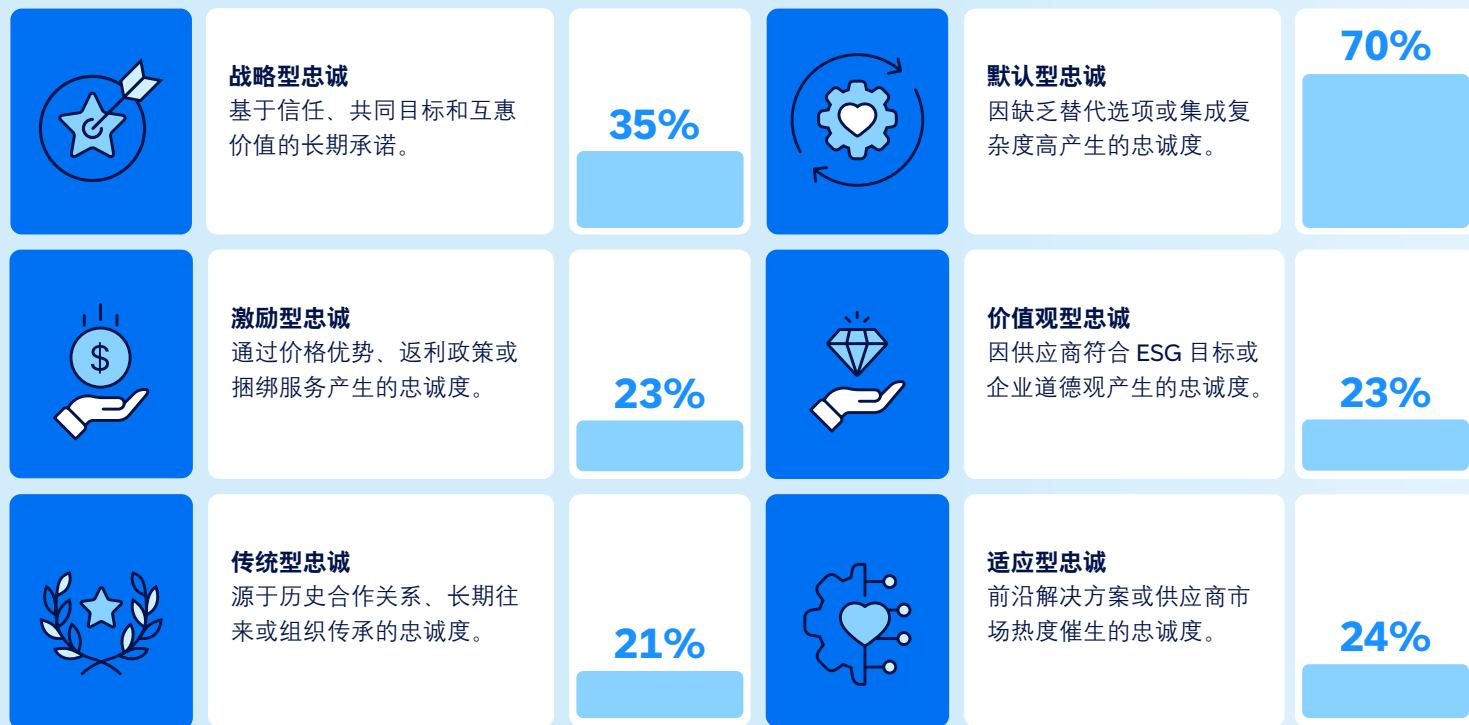 战略型忠诚
基于信任、共同目标和互惠
价值的长期承诺。
35%
默认型忠诚
因缺乏替代选项或集成复
杂度高产生的忠诚度。
70%
激励型忠诚
通过价格优势、返利政策或
捆绑服务产生的忠诚度。
$
23%
价值观型忠诚
因供应商符合 ESG 目标或
企业道德观产生的忠诚度。
23%
传统型忠诚
源于历史合作关系、长期往
来或组织传承的忠诚度。
21%
适应型忠诚
前沿解决方案或供应商市
场热度催生的忠诚度。
24%